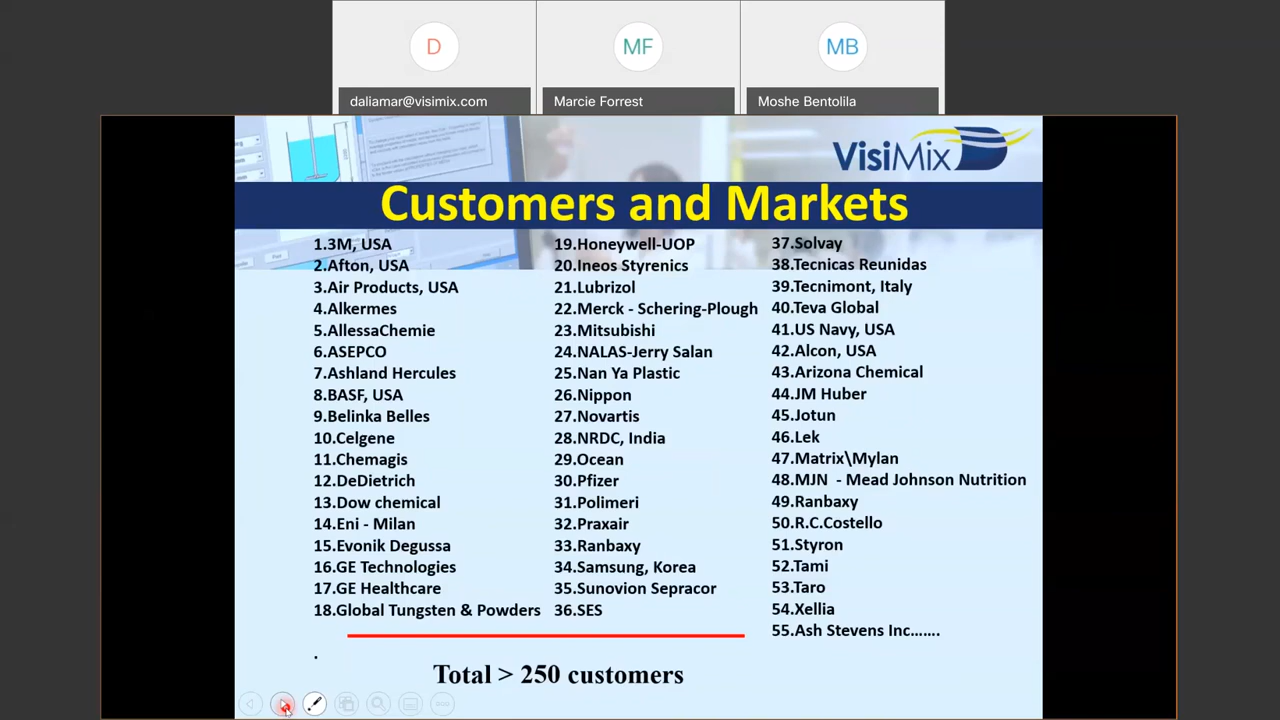 D
MF
MB
daliamar@visimix.com
Marcie Forrest
Moshe Bentolila
VisiMix
Customers and Markets
1.3M, USA
2.Afton, USA
3.Air Products, USA
4.Alkermes
5.AllessaChemie
6.ASEPCO
7.Ashland Hercules
8.BASF, USA
9.Belinka Belles
10.Celgene
11.Chemagis
12.DeDietrich
13.Dow chemical
14.Eni - Milan
15.Evonik Degussa
16.GE Technologies
17.GE Healthcare
18.Global Tungsten & Powders
19.Honeywell-UOP
20.Ineos Styrenics
21.Lubrizol
22.Merck - Schering-Plough
23.Mitsubishi
24.NALAS-Jerry Salan
25.Nan Ya Plastic
26.Nippon
27.Novartis
28.NRDC, India
29.Ocean
30.Pfizer
31.Polimeri
32.Praxair
33.Ranbaxy
34.Samsung, Korea
35.Sunovion Sepracor
36.SES
37.Solvay
38.Tecnicas Reunidas
39.Tecnimont, Italy
40.Teva Global
41.US Navy, USA
42.Alcon, USA
43.Arizona Chemical
44.JM Huber
45.Jotun
46.Lek
47.Matrix\Mylan
48.MJN  - Mead Johnson Nutrition
49.Ranbaxy
50.R.C.Costello
51.Styron
52.Tami
53.Taro
54.Xellia
55.Ash Stevens Inc…….
.
Total > 250 customers